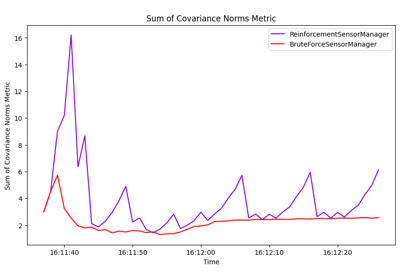 Sum of Covariance Norms Metric
ReinforcementSensorManager
BruteForceSensorManager
Sum of Covariance Norms Metric
16
14
12
10
8
6
4
2
16:11:40
16:11:50
16:12:00
16:12:10
16:12:20
Time